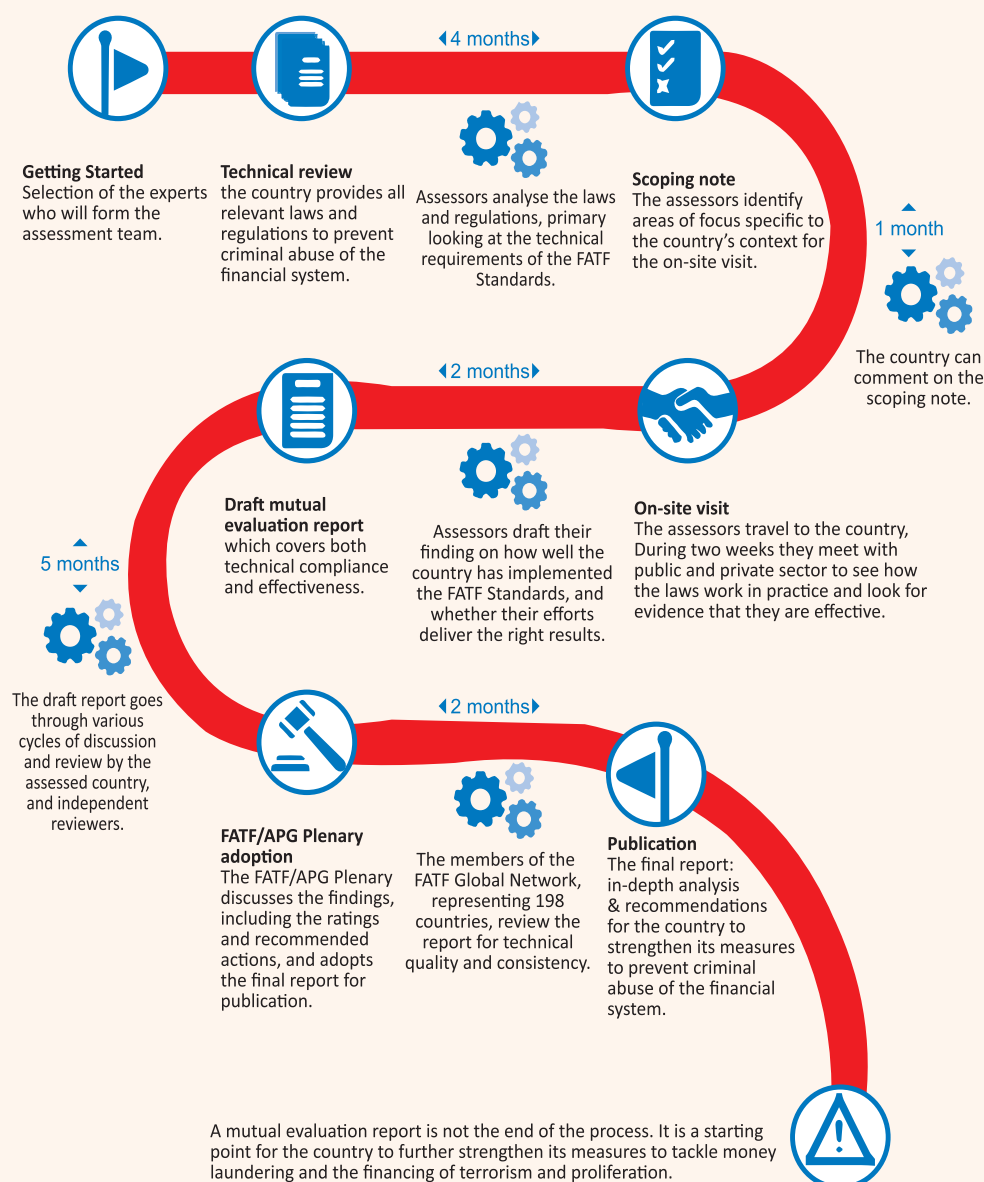 4 months
Getting Started
Selection of the experts
who will form the
assessment team.
Technical review
the country provides all
relevant laws and
regulations to prevent
criminal abuse of the
financial system.
Assessors analyse the laws
and regulations, primary
looking at the technical
requirements of the FATF
Standards.
Scoping note
The assessors identify
areas of focus specific to
the country's context for
the on-site visit.
1 month
The country can
comment on the
scoping note.
On-site visit
The assessors travel to the country,
During two weeks they meet with
public and private sector to see how
the laws work in practice and look for
evidence that they are effective.
2 months
Assessors draft their
finding on how well the
country has implemented
the FATF Standards, and
whether their efforts
deliver the right results.
Draft mutual
evaluation report
which covers both
technical compliance
and effectiveness.
5 months
The draft report goes
through various
cycles of discussion
and review by the
assessed country,
and independent
reviewers.
FATF/APG Plenary
adoption
The FATF/APG Plenary
discusses the findings,
including the ratings
and recommended
actions, and adopts
the final report for
publication.
2 months
The members of the
FATF Global Network,
representing 198
countries, review the
report for technical
quality and consistency.
Publication
The final report:
in-depth analysis
& recommendations
for the country to
strengthen its measures
to prevent criminal
abuse of the financial
system.
A mutual evaluation report is not the end of the process. It is a starting
point for the country to further strengthen its measures to tackle money
laundering and the financing of terrorism and proliferation.